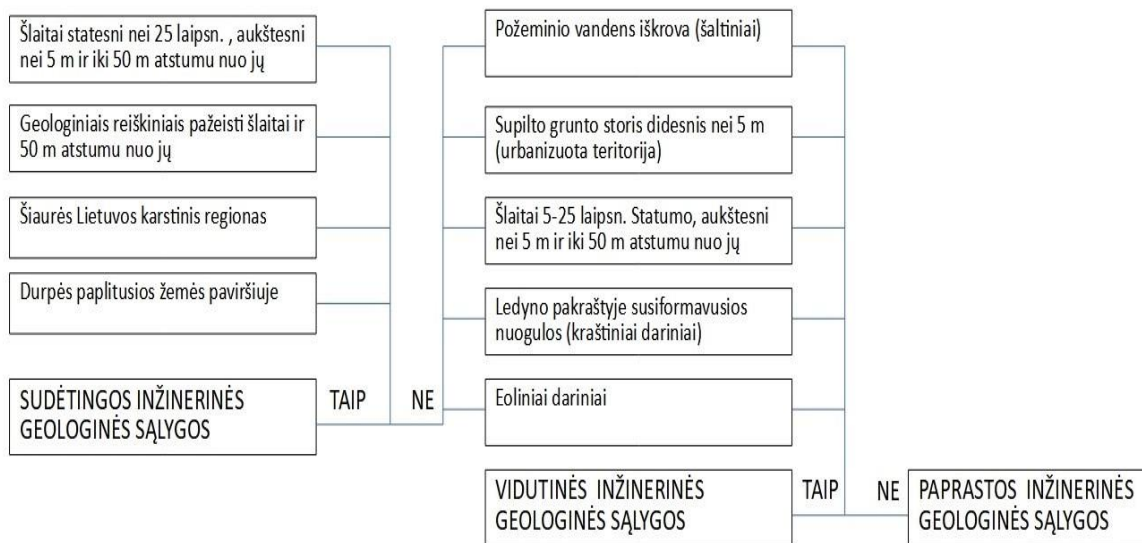 Šlaitai statesni nei 25 laipsn. , aukštesni
nei 5 m ir iki 50 m atstumu nuo jų
Geologiniais reiškiniais pažeisti šlaitai ir
50 m atstumu nuo jų
Šiaurės Lietuvos karstinis regionas
Durpės paplitusios žemės paviršiuje
SUDĖTINGOS INŽINERINĖS
GEOLOGINĖS SĄLYGOS
TAIP
NE
Požeminio vandens iškrova (šaltiniai)
Supilto grunto storis didesnis nei 5 m
(urbanizuota teritorija)
Šlaitai 5-25 laipsn. Statumo, aukštesni
nei 5 m ir iki 50 m atstumu nuo jų
Ledyno pakraštyje susiformavusios
nuogulos (kraštiniai dariniai)
Eoliniai dariniai
VIDUTINĖS INŽINERINĖS
GEOLOGINĖS SĄLYGOS
TAIP
NE
PAPRASTOS INŽINERINĖS
GEOLOGINĖS SĄLYGOS